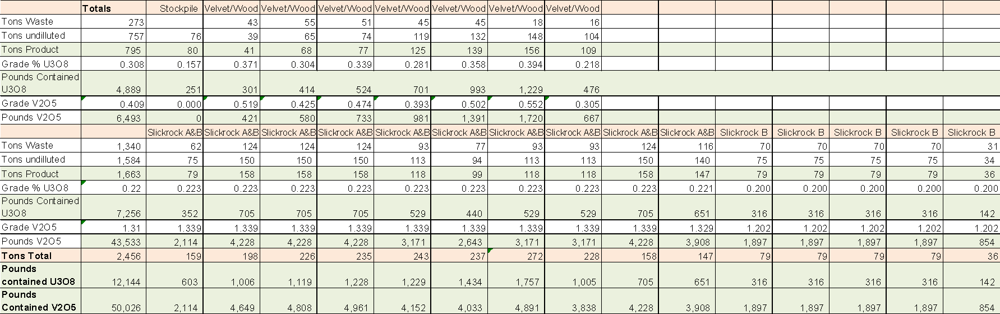 Totals Stockpile Velvet/Wood Velvet/Wood Velvet/Wood Velvet/Wood Velvet/Wood Velvet/Wood Velvet/Wood
Tons Waste 273 43 55 51 45 45 18 16
Tons undilluted 757 76 39 65 74 119 132 148 104
Tons Product 795 80 41 68 77 125 139 156 109
Grade % U3O8 0.308 0.157 0.371 0.304 0.339 0.281 0.358 0.394 0.218
Pounds Contained
U3O8 4,889 251 301 414 524 701 993 1,229 476
Grade V2O5 0.409 0.000 0.519 0.425 0.474 0.393 0.502 0.552 0.305
Pounds V2O5 6,493 0 421 580 733 981 1,391 1,720 667
Slickrock A&B Slickrock A&B Slickrock A&B Slickrock A&B Slickrock A&B Slickrock A&B Slickrock A&B Slickrock A&B Slickrock A&B Slickrock A&B Slickrock B Slickrock B Slickrock B Slickrock B Slickrock B
Tons Waste 1,340 62 124 124 124 93 77 93 93 124 116 70 70 70 70 31
Tons undilluted 1,584 75 150 150 150 113 94 113 113 150 140 75 75 75 75 34
Tons Product 1,663 79 158 158 158 118 99 118 118 158 147 79 79 79 79 36
Grade % U3O8 0.22 0.223 0.223 0.223 0.223 0.223 0.223 0.223 0.223 0.223 0.221 0.200 0.200 0.200 0.200 0.200
Pounds Contained
U3O8 7,256 352 705 705 705 529 440 529 529 705 651 316 316 316 316 142
Grade V2O5 1.31 1.339 1.339 1.339 1.339 1.339 1.339 1.339 1.339 1.339 1.329 1.202 1.202 1.202 1.202 1.202
Pounds V2O5 43,533 2,114 4,228 4,228 4,228 3,171 2,643 3,171 3,171 4,228 3,908 1,897 1,897 1,897 1,897 854
Tons Total 2,456 159 198 226 235 243 237 272 228 158 147 79 79 79 79 36
Pounds
contained U3O8 12,144 603 1,006 1,119 1,228 1,229 1,434 1,757 1,005 705 651 316 316 316 316 142
Pounds
Contained V2O5 50,026 2,114 4,649 4,808 4,961 4,152 4,033 4,891 3,838 4,228 3,908 1,897 1,897 1,897 1,897 854